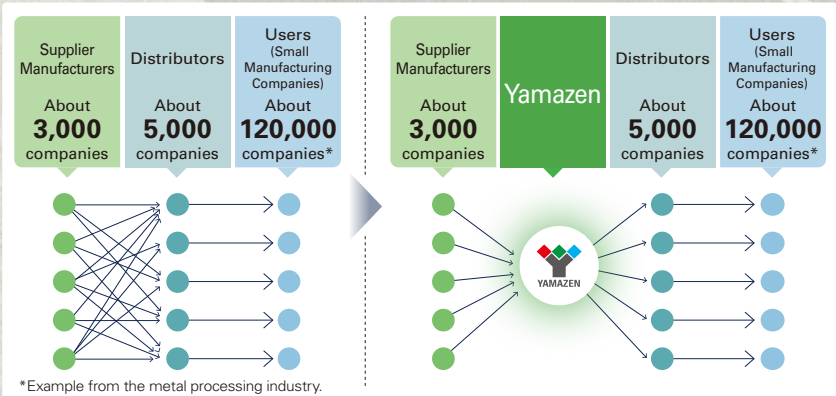 Supplier
Manufacturers
About
3,000
companies
Distributors
About
5,000
companies
Users
(Small
Manufacturing
Companies)
About
120,000
companies*
Supplier
Manufacturers
About
3,000
companies
Yamazen
Distributors
About
5,000
companies
Users
(Small
Manufacturing
Companies)
About
120,000
companies*
YAMAZEN
*Example from the metal processing industry.